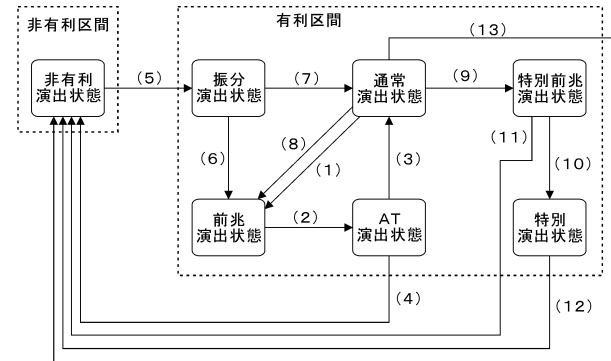 非有利区間
有利区間
(13)
非有利
演出状態
(5)
振分
演出状態
(7)
通常
演出状態
(9)
特別前兆
演出状態
(6)
(8)
(1)
(3)
(11)
(10)
前兆
演出状態
(2)
AT
演出状態
特別
演出状態
(4)
(12)